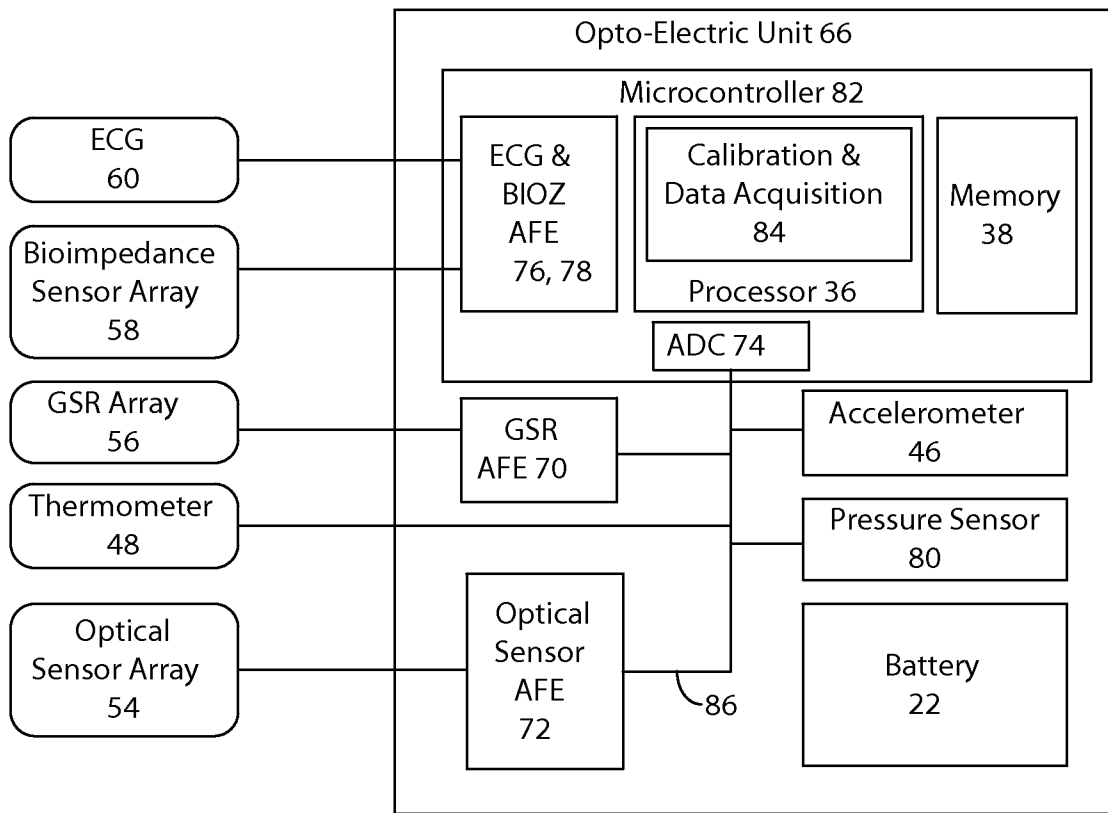 Opto-Electric Unit 66
Microcontroller 82
ECG
60
ECG &
BIOZ
AFE
76, 78
Calibration &
Data Acquisition
84
Processor 36
Memory
38
Bioimpedance
Sensor Array
58
ADC 74
GSR Array
56
GSR
AFE 70
Accelerometer
46
Thermometer
48
Pressure Sensor
80
Optical
Sensor Array
54
Optical
Sensor
AFE
72
86
Battery
22